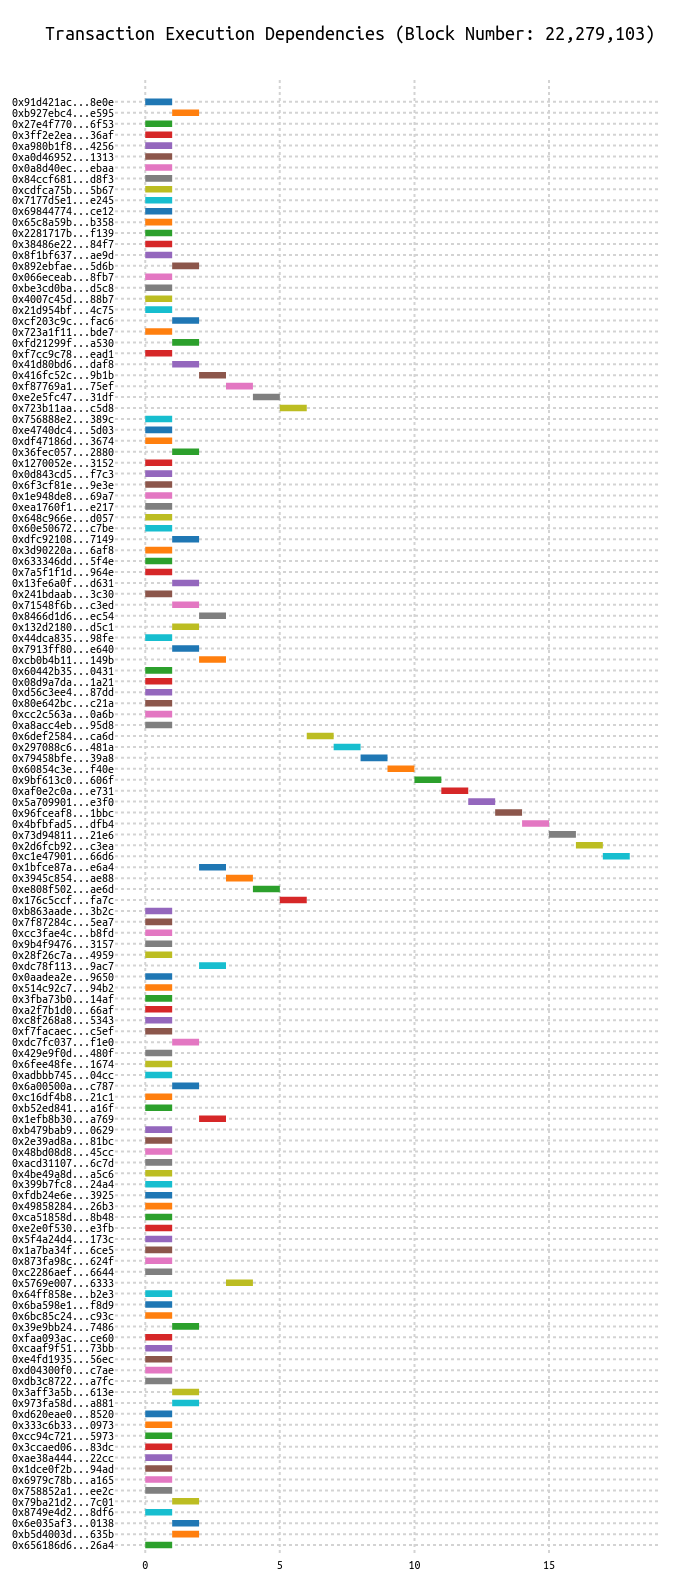 Transaction Execution Dependencies (Block Number: 22,279,103)
0x91d421ac...8e0e
0xb927ebc4...e595
0x27e4f770...6f53
0x3ff2e2ea...36af
0xa980b1f8...4256
0xa0d46952...1313
0x0a8d40ec...ebaa
0x84ccf681...d8f3
0xcdfca75b...5b67
0x7177d5e1...e245
0x69844774...ce12
0x65c8a59b...b358
0x2281717b...f139
0x38486e22...84f7
0x8f1bf637...ae9d
0x892ebfae...5d6b
0x066eceab...8fb7
0xbe3cd0ba...d5c8
0x4007c45d...88b7
0x21d954bf...4c75
0xcf203c9c...fac6
0x723a1f11...bde7
0xfd21299f...a530
0xf7cc9c78...ead1
0x41d80bd6...daf8
0x416fc52c...9b1b
0xf87769a1...75ef
0xe2e5fc47...31df
0x723b11aa...c5d8
0x756888e2...389c
0xe4740dc4...5d03
0xdf47186d...3674
0x36fec057...2880
0x1270052e...3152
0x0d843cd5...f7c3
0x6f3cf81e...9e3e
0x1e948de8...69a7
0xea1760f1...e217
0x648c966e...d057
0x60e50672...c7be
0xdfc92108...7149
0x3d90220a...6af8
0x633346dd...5f4e
0x7a5f1f1d...964e
0x13fe6a0f...d631
0x241bdaab...3c30
0x71548f6b...c3ed
0x8466d1d6...ec54
0x132d2180...d5c1
0x44dca835...98fe
0x7913ff80...e640
0xcb0b4b11...149b
0x60442b35...0431
0x08d9a7da...1a21
0xd56c3ee4...87dd
0x80e642bc...c21a
0xcc2c563a...0a6b
0xa8acc4eb...95d8
0x6def2584...ca6d
0x297088c6...481a
0x79458bfe...39a8
0x60854c3e...f40e
0x9bf613c0...606f
0xaf0e2c0a...e731
0x5a709901...e3f0
0x96fceaf8...1bbc
0x4bfbfad5...dfb4
0x73d94811...21e6
0x2d6fcb92...c3ea
0xc1e47901...66d6
0x1bfce87a...e6a4
0x3945c854...ae88
0xe808f502...ae6d
0x176c5ccf...fa7c
0xb863aade...3b2c
0x7f87284c...5ea7
0xcc3fae4c...b8fd
0x9b4f9476...3157
0x28f26c7a...4959
0xdc78f113...9ac7
0x0aadea2e...9650
0x514c92c7...94b2
0x3fba73b0...14af
0xa2f7b1d0...66af
0xc8f268a8...5343
0xf7facaec...c5ef
0xdc7fc037...f1e0
0x429e9f0d...480f
0x6fee48fe...1674
0xadbbb745...04cc
0x6a00500a...c787
0xc16df4b8...21c1
0xb52ed841...a16f
0x1efb8b30...a769
0xb479bab9...0629
0x2e39ad8a...81bc
0x48bd08d8...45cc
0xacd31107...6c7d
0x4be49a8d...a5c6
0x399b7fc8...24a4
0xfdb24e6e...3925
0x49858284...26b3
0xca51858d...8b48
0xe2e0f530...e3fb
0x5f4a24d4...173c
0x1a7ba34f...6ce5
0x873fa98c...624f
0xc2286aef...6644
0x5769e007...6333
0x64ff858e...b2e3
0x6ba598e1...f8d9
0x6bc85c24...c93c
0x39e9bb24...7486
0xfaa093ac...ce60
0xcaaf9f51...73bb
0xe4fd1935...56ec
0xd04300f0...c7ae
0xdb3c8722...a7fc
0x3aff3a5b...613e
0x973fa58d...a881
0xd620eae0...8520
0x333c6b33...0973
0xcc94c721...5973
0x3ccaed06...83dc
0xae38a444...22cc
0x1dce0f2b...94ad
0x6979c78b...a165
0x758852a1...ee2c
0x79ba21d2...7c01
0x8749e4d2...8df6
0x6e035af3...0138
0xb5d4003d...635b
0x656186d6...26a4
0 5 10 15